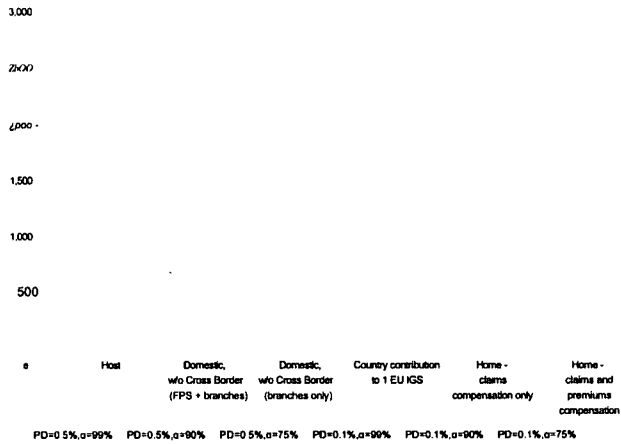 3,000
1,500
1,000
500
e Host Domestic, Domestic, Country contribution Home - Home -
w/o Cross Border w/o Cross Border to 1 EU IGS claims claims and
(FPS + branches) (branches only) compensation only premiums
compensation
PD=0 5%,α=99% PD=0.5%,α=90% PD=0 5%,α=75% PD=0.1%,α=99% PD=0.1%,α=90% PD=0.1%,α=75%